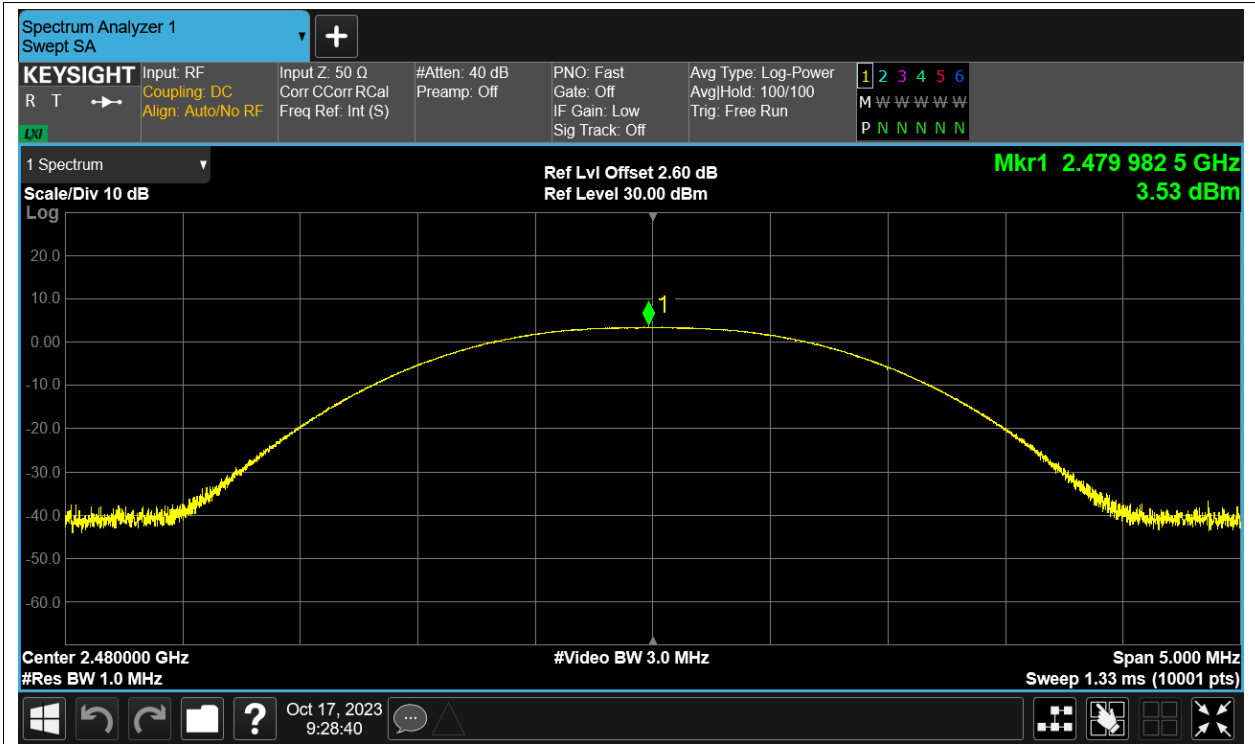 Spectrum Analyzer 1
Swept SA
KEYSIGHT
R T
LXI
Input: RF
Coupling: DC
Align: Auto/No RF
Input Z: 50 Ω
Corr CCorr RCal
Freq Ref: Int (S)
#Atten: 40 dB
Preamp: Off
PNO: Fast
Gate: Off
IF Gain: Low
Sig Track: Off
Avg Type: Log-Power
Avg|Hold: 100/100
Trig: Free Run
1 2 3 4 5 6
M W W W W W
P N N N N N
1 Spectrum
Scale/Div 10 dB
Log
Ref Lvl Offset 2.60 dB
Ref Level 30.00 dBm
Mkr1 2.479 982 5 GHz
3.53 dBm
20.0
10.0
1
0.00
-10.0
-20.0
-30.0
-40.0
-50.0
-60.0
Center 2.480000 GHz
#Video BW 3.0 MHz
Span 5.000 MHz
#Res BW 1.0 MHz
Sweep 1.33 ms (10001 pts)
?
Oct 17, 2023
9:28:40